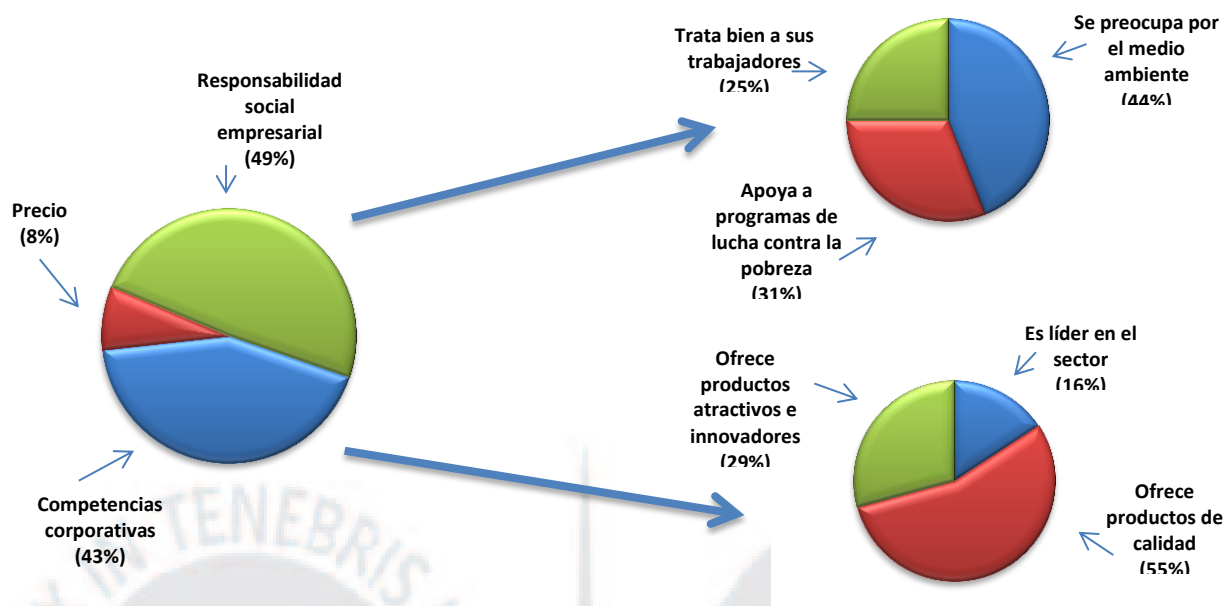 Responsabilidad
social
empresarial
(49%)
Precio
(8%)
Competencias
corporativas
(43%)
Trata bien a sus
trabajadores
(25%)
Se preocupa por
el medio
ambiente
(44%)
Apoya a
programas de
lucha contra la
pobreza
(31%)
Ofrece
productos
atractivos e
innovadores
(29%)
Es líder en el
sector
(16%)
Ofrece
productos de
calidad
(55%)
IN TENEBRIS